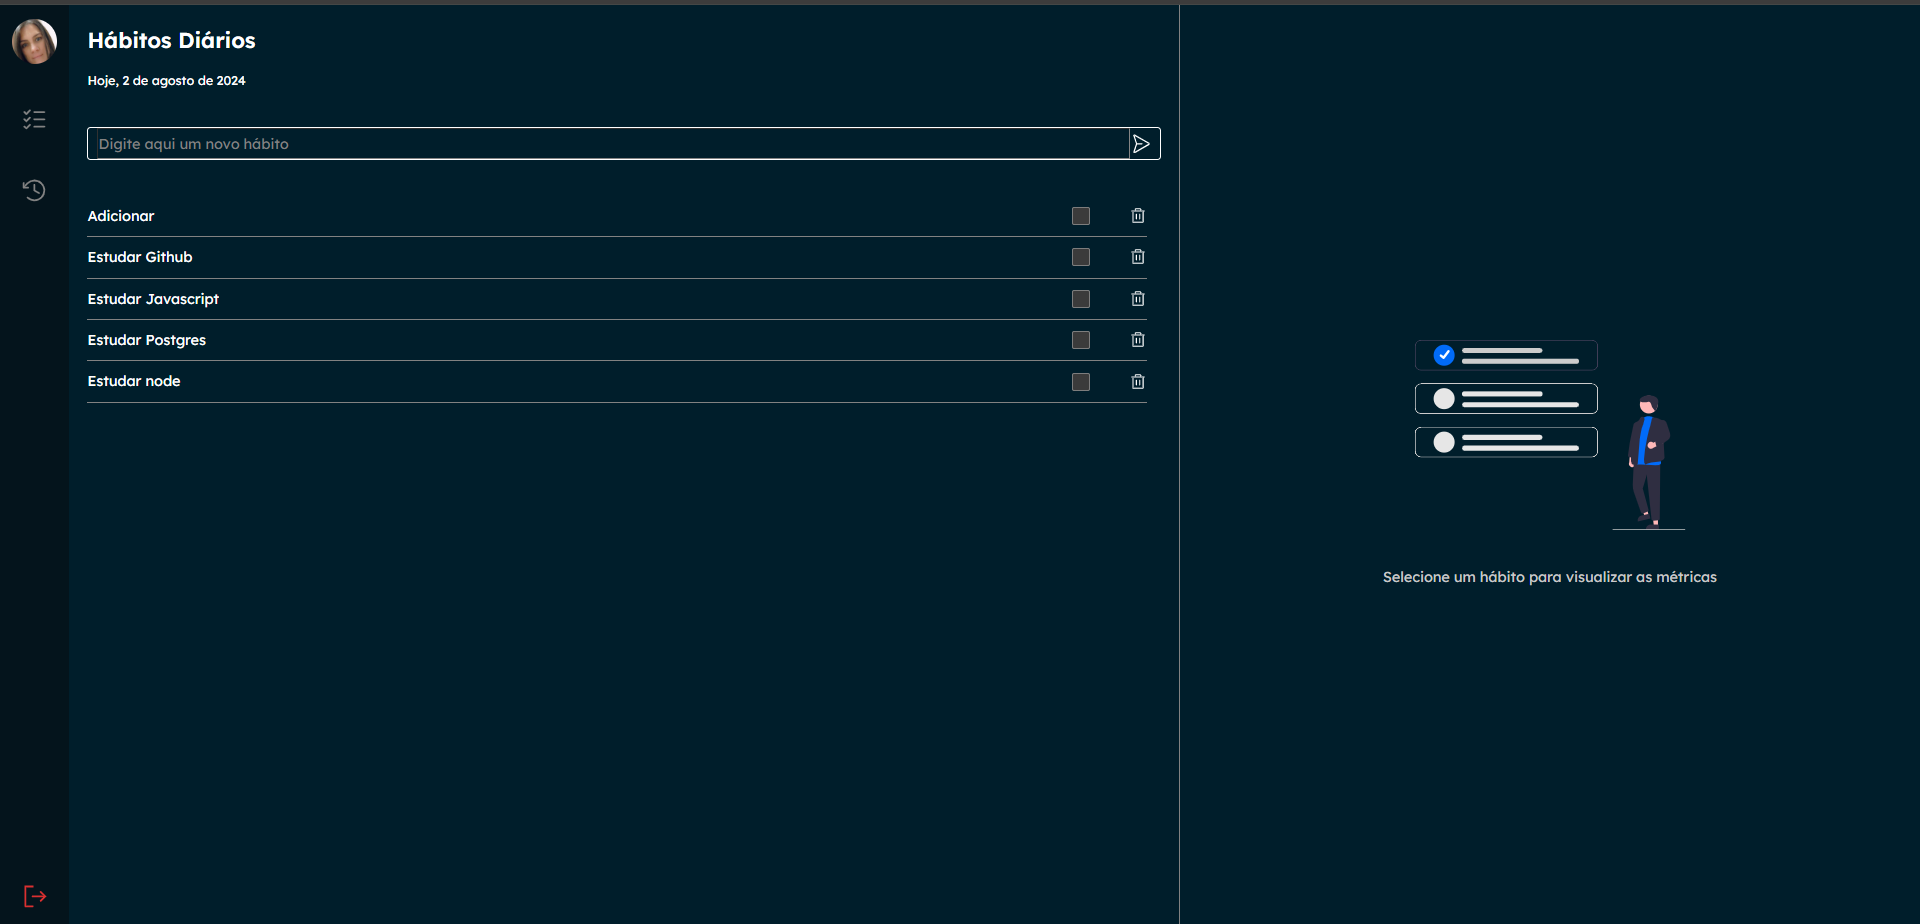 Hábitos Diários
Hoje, 2 de agosto de 2024
Digite aqui um novo hábito
Adicionar
Estudar Github
Estudar Javascript
Estudar Postgres
Estudar node
Selecione um hábito para visualizar as métricas